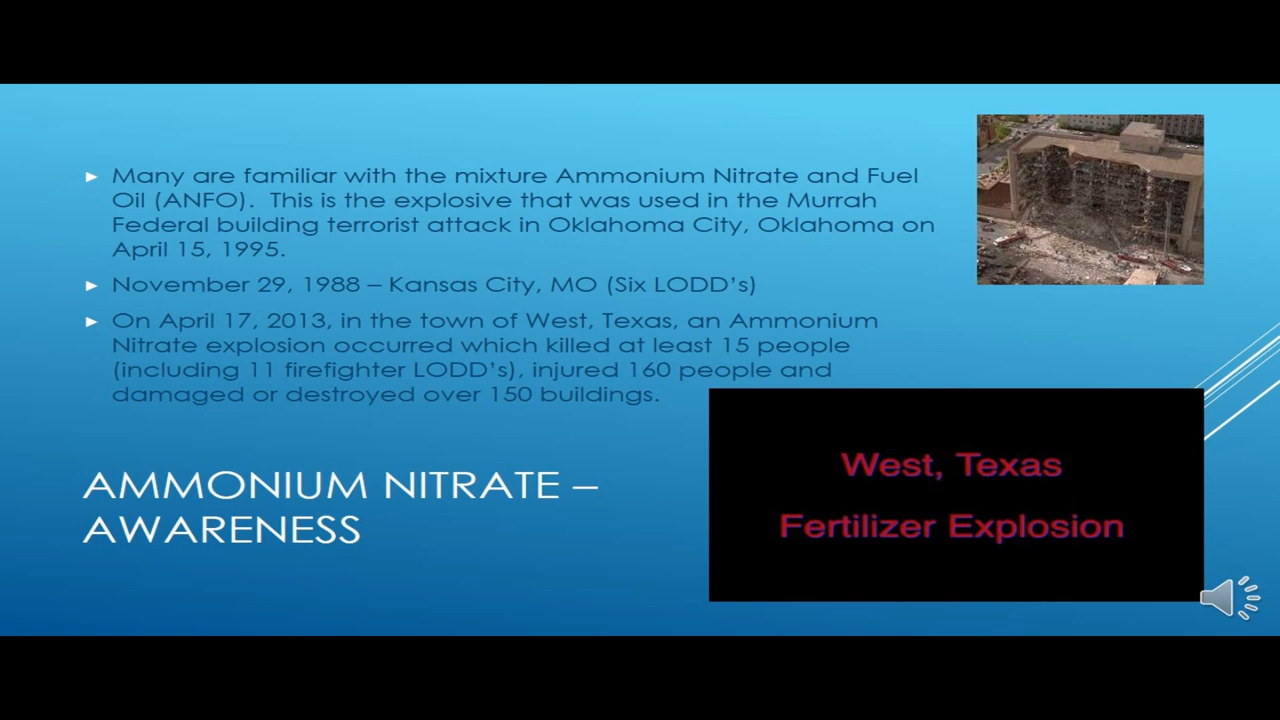 Many are familiar with the mixture Ammonium Nitrate and Fuel
Oil (ANFO).  This is the explosive that was used in the Murrah
Federal building terrorist attack in Oklahoma City, Oklahoma on
April 15, 1995.
November 29, 1988 – Kansas City, MO (Six LODD's)
On April 17, 2013, in the town of West, Texas, an Ammonium
Nitrate explosion occurred which killed at least 15 people
(including 11 firefighter LODD's), injured 160 people and
damaged or destroyed over 150 buildings.
AMMONIUM NITRATE –
AWARENESS
West, Texas
Fertilizer Explosion